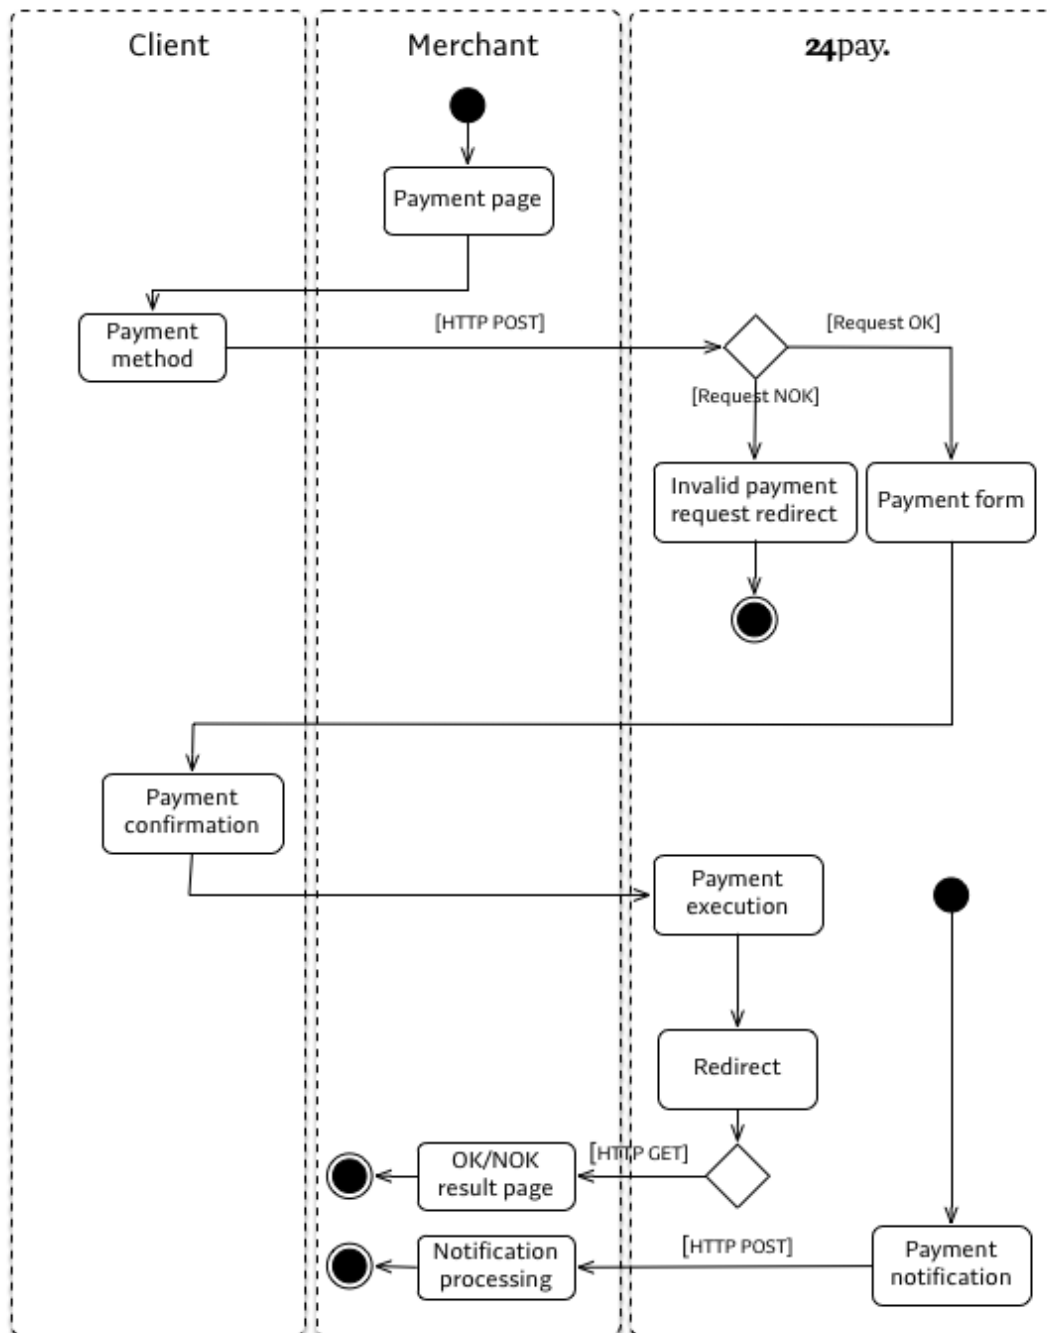 Client
Merchant
24pay.
Payment page
Payment
method
[HTTP POST]
[Request OK]
[Request NOK]
Invalid payment
request redirect
Payment form
Payment
confirmation
Payment
execution
Redirect
[HTTP GET]
OK/NOK
result page
Notification
processing
[HTTP POST]
Payment
notification